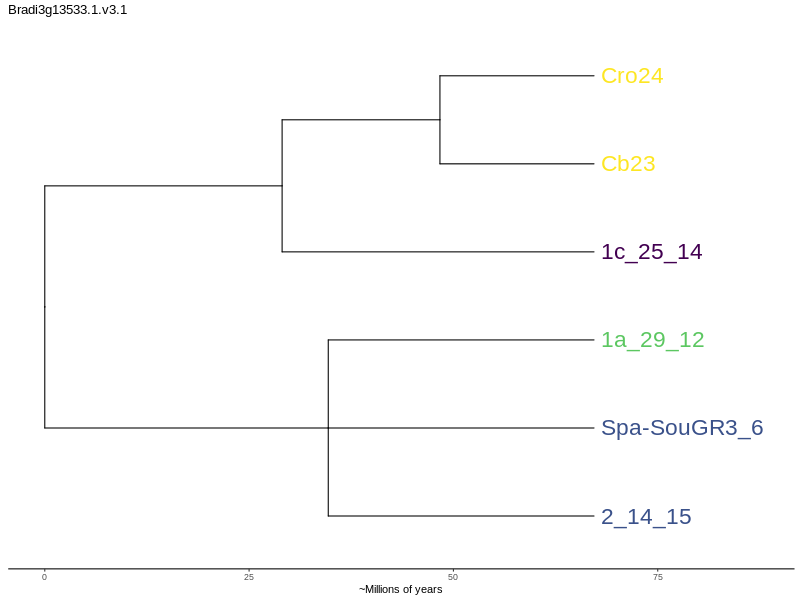 Bradi3g13533.1.v3.1
Cro24
Cb23
1c_25_14
1a_29_12
Spa-SouGR3_6
2_14_15
0 25 50 75
~Millions of years